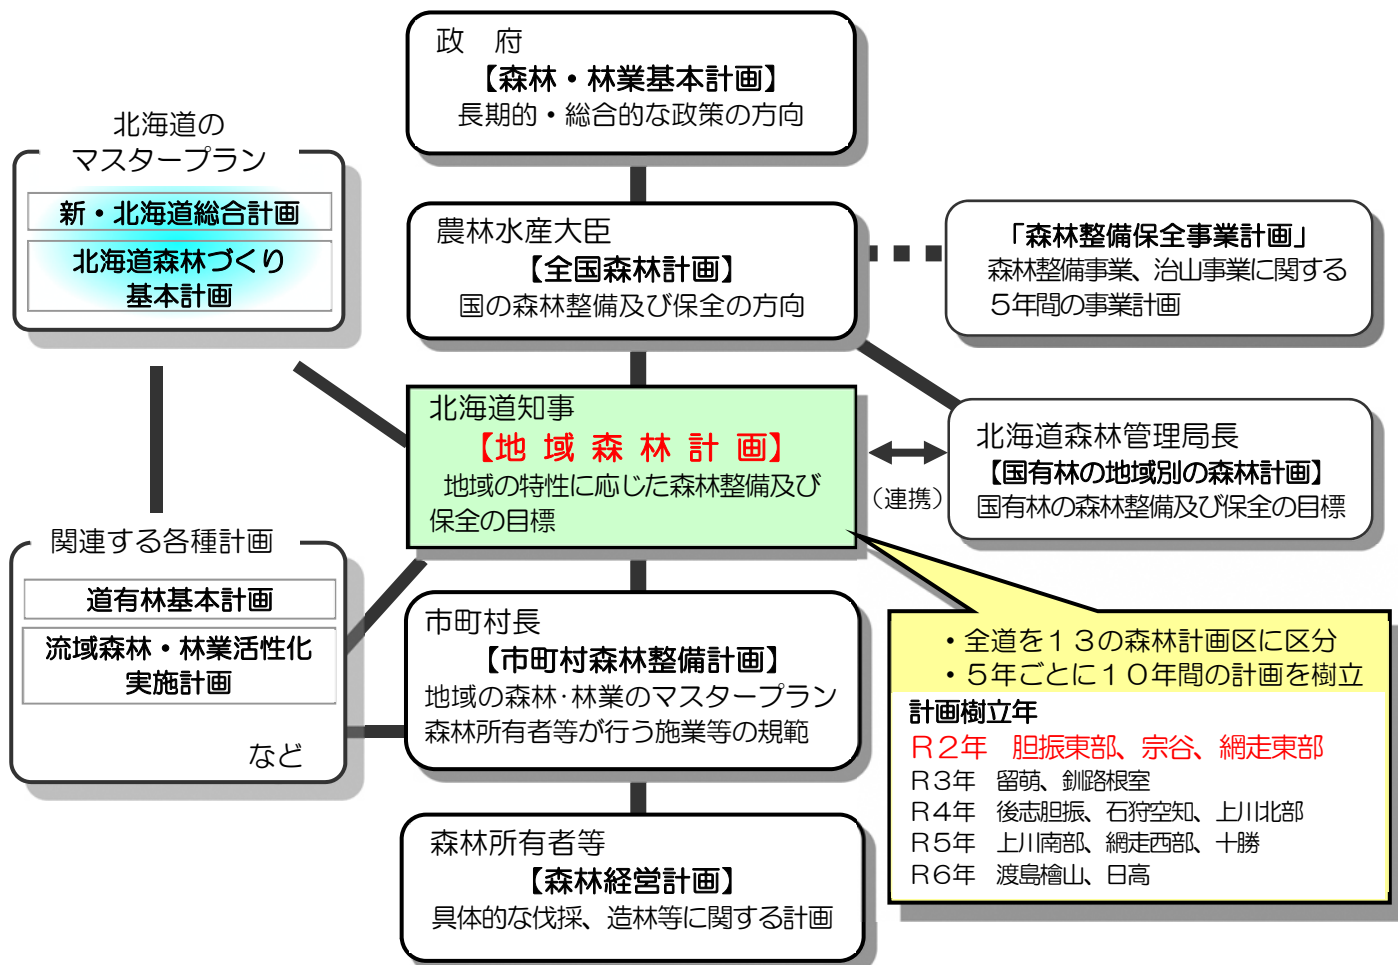 政　府
【森林・林業基本計画】
長期的・総合的な政策の方向
北海道の
マスタープラン
新・北海道総合計画
北海道森林づくり
基本計画
農林水産大臣
【全国森林計画】
国の森林整備及び保全の方向
「森林整備保全事業計画」
森林整備事業、治山事業に関する
５年間の事業計画
北海道知事
【地 域 森 林 計 画】
地域の特性に応じた森林整備及び
保全の目標
（連携）
北海道森林管理局長
【国有林の地域別の森林計画】
国有林の森林整備及び保全の目標
関連する各種計画
道有林基本計画
流域森林・林業活性化
実施計画
など
市町村長
【市町村森林整備計画】
地域の森林・林業のマスタープラン
森林所有者等が行う施業等の規範
・全道を１３の森林計画区に区分
・５年ごとに１０年間の計画を樹立
計画樹立年
Ｒ２年　胆振東部、宗谷、網走東部
Ｒ３年　留萌、釧路根室
Ｒ４年　後志胆振、石狩空知、上川北部
Ｒ５年　上川南部、網走西部、十勝
Ｒ６年　渡島檜山、日高
森林所有者等
【森林経営計画】
具体的な伐採、造林等に関する計画